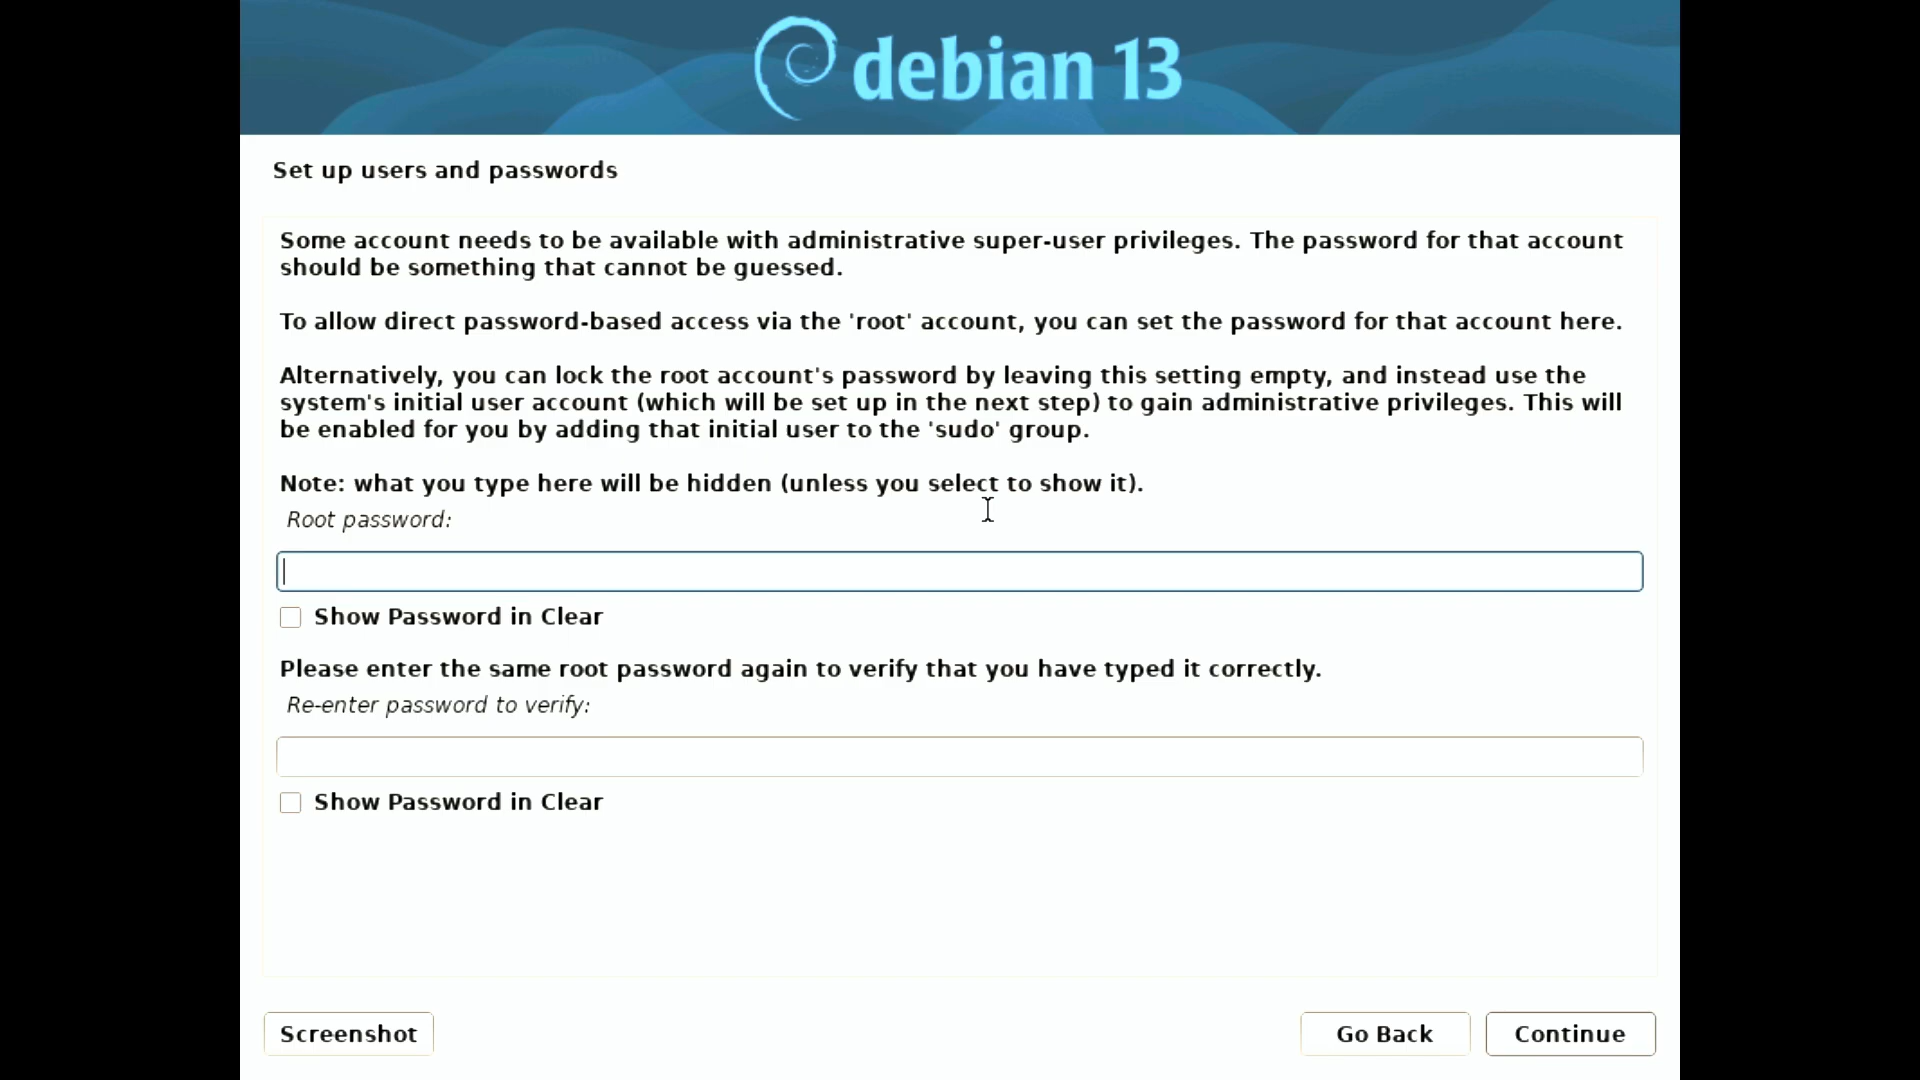 debian 13
Set up users and passwords
Some account needs to be available with administrative super-user privileges. The password for that account
should be something that cannot be guessed.
To allow direct password-based access via the 'root' account, you can set the password for that account here.
Alternatively, you can lock the root account's password by leaving this setting empty, and instead use the
system's initial user account (which will be set up in the next step) to gain administrative privileges. This will
be enabled for you by adding that initial user to the 'sudo' group.
Note: what you type here will be hidden (unless you select to show it).
Root password:
Show Password in Clear
Please enter the same root password again to verify that you have typed it correctly.
Re-enter password to verify:
Show Password in Clear
Screenshot
Go Back
Continue